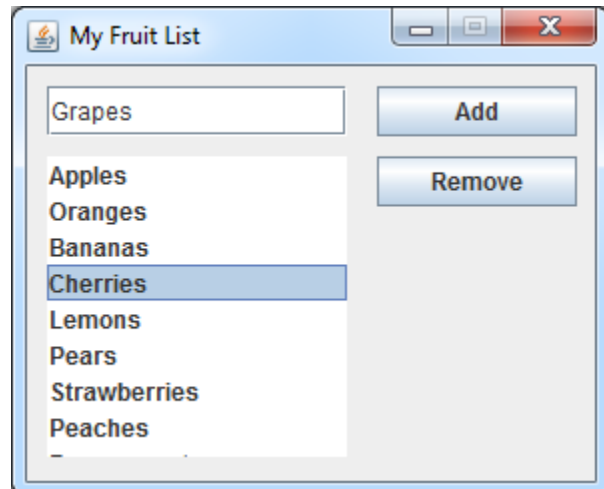 My Fruit List
Grapes
Add
Remove
Apples
Oranges
Bananas
Cherries
Lemons
Pears
Strawberries
Peaches